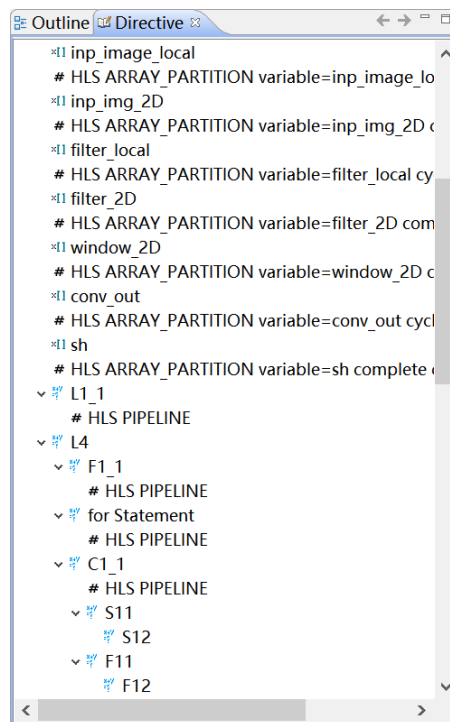 Outline Directive
inp_image_local
# HLS ARRAY_PARTITION variable=inp_image_lo
inp_img_2D
# HLS ARRAY_PARTITION variable=inp_img_2D c
filter_local
# HLS ARRAY_PARTITION variable=filter_local cy
filter_2D
# HLS ARRAY_PARTITION variable=filter_2D com
window_2D
# HLS ARRAY_PARTITION variable=window_2D c
conv_out
# HLS ARRAY_PARTITION variable=conv_out cycl
sh
# HLS ARRAY_PARTITION variable=sh complete
L1_1
# HLS PIPELINE
L4
F1_1
# HLS PIPELINE
for Statement
# HLS PIPELINE
C1_1
# HLS PIPELINE
S11
S12
F11
F12